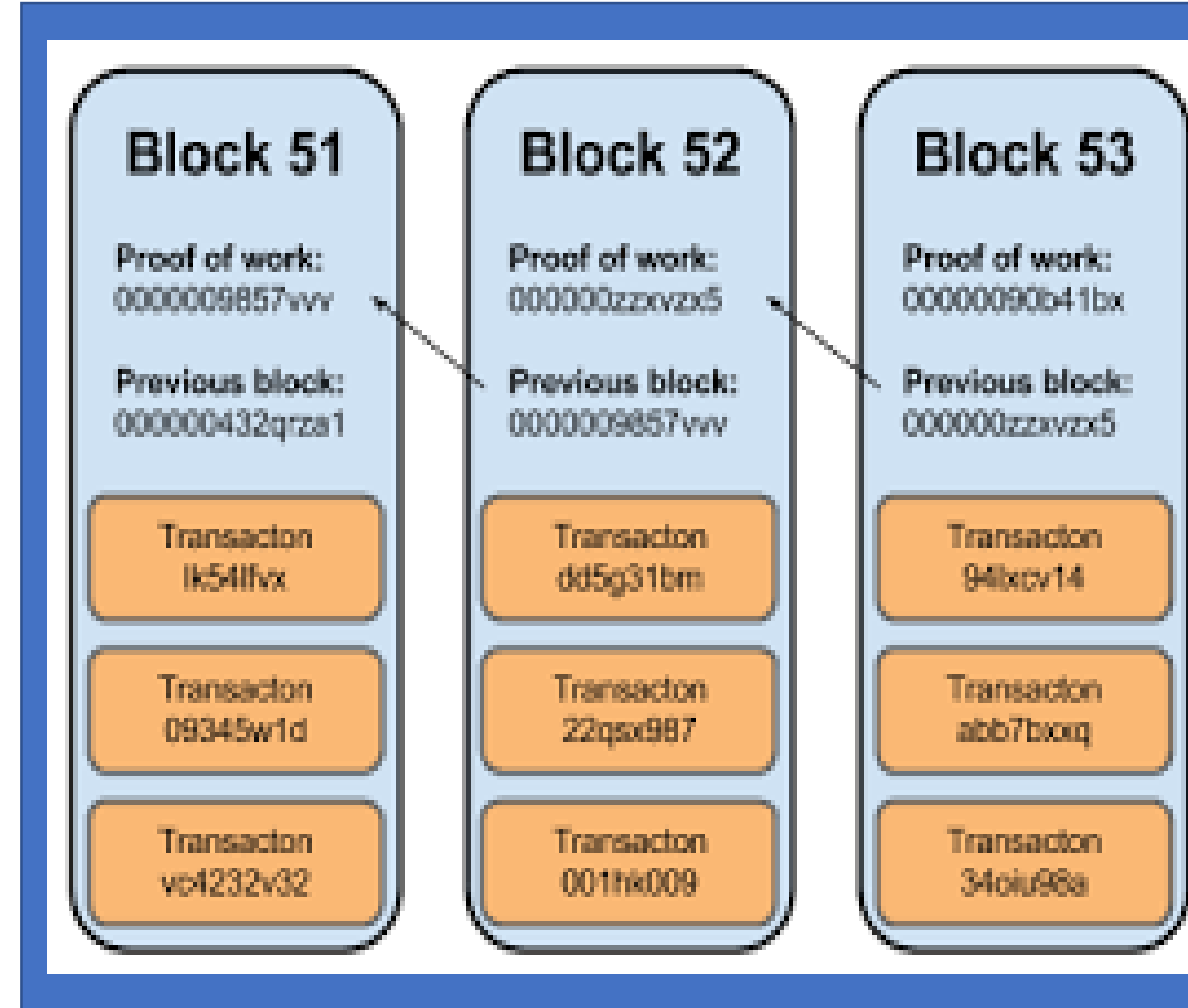 Block 51
Proof of work:
0000009857vvv
Previous block:
000000432qrza1
Transacton
lk54lfvx
Transacton
09345w1d
Transacton
vc4232v32
Block 52
Proof of work:
000000zzxvzx5
Previous block:
0000009857vvv
Transacton
dd5g31bm
Transacton
22qsx987
Transacton
001hk009
Block 53
Proof of work:
00000090b41bx
Previous block:
000000zzxvzx5
Transacton
94lxcv14
Transacton
abb7bxxq
Transacton
34oiu98a